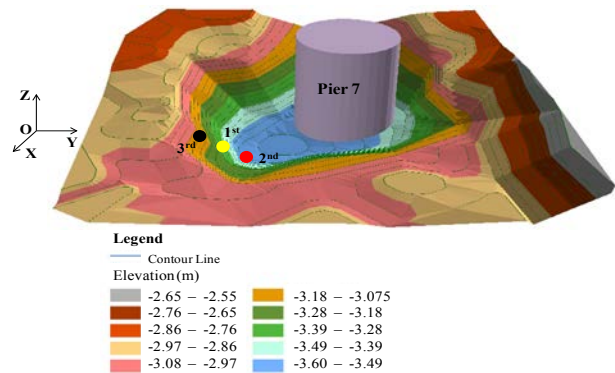 Pier 7
Z
O
X
Y
1st
2nd
3rd
Legend
Contour Line
Elevation (m)
-2.65 – -2.55
-2.76 – -2.65
-2.86 – -2.76
-2.97 – -2.86
-3.08 – -2.97
-3.18 – -3.075
-3.28 – -3.18
-3.39 – -3.28
-3.49 – -3.39
-3.60 – -3.49